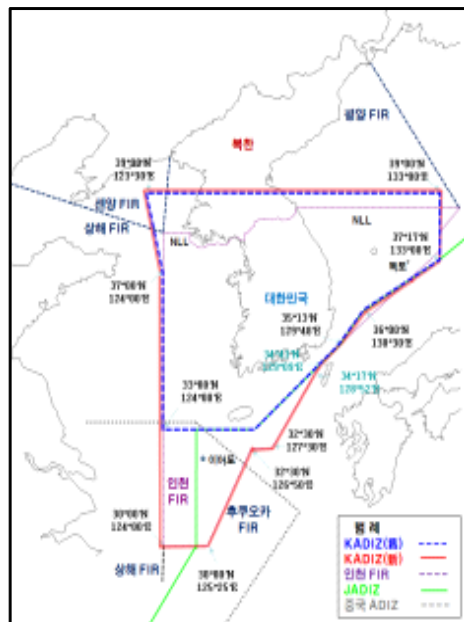 평양 FIR
북한
39°00'N
123°30'E
39°00'N
133°00'E
센양 FIR
상해 FIR
NLL
NLL
37°17'N
133°00'E
독도
37°00'N
124°00'E
대한민국
35°13'N
129°48'E
36°00'N
130°30'E
34°17'N
128°52'E
33°00'N
124°00'E
32°30'N
127°30'E
이어도
32°30'N
126°50'E
인천
FIR
후쿠오카
FIR
30°00'N
124°00'E
상해 FIR
30°00'N
125°25'E
범 례
KADIZ(舊)
KADIZ(新)
인천 FIR
JADIZ
중국 ADIZ